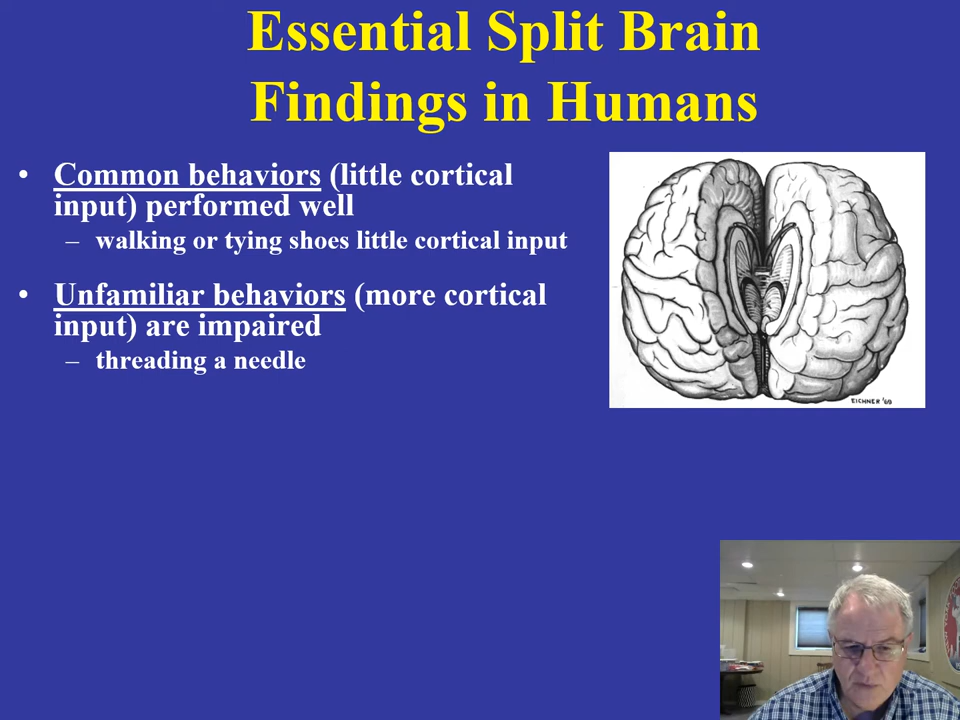 Essential Split Brain
Findings in Humans
• Common behaviors (little cortical
input) performed well
– walking or tying shoes little cortical input
• Unfamiliar behaviors (more cortical
input) are impaired
– threading a needle
EICHNER '60